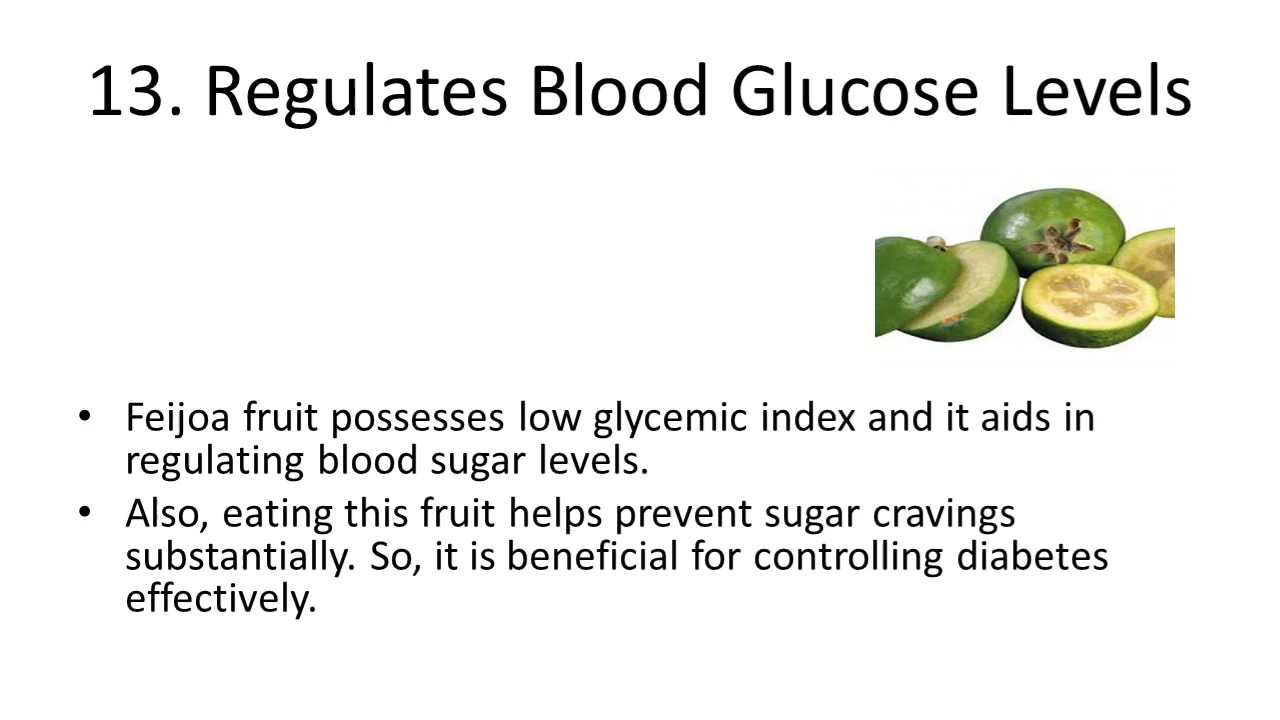 13. Regulates Blood Glucose Levels
• Feijoa fruit possesses low glycemic index and it aids in
regulating blood sugar levels.
• Also, eating this fruit helps prevent sugar cravings
substantially. So, it is beneficial for controlling diabetes
effectively.